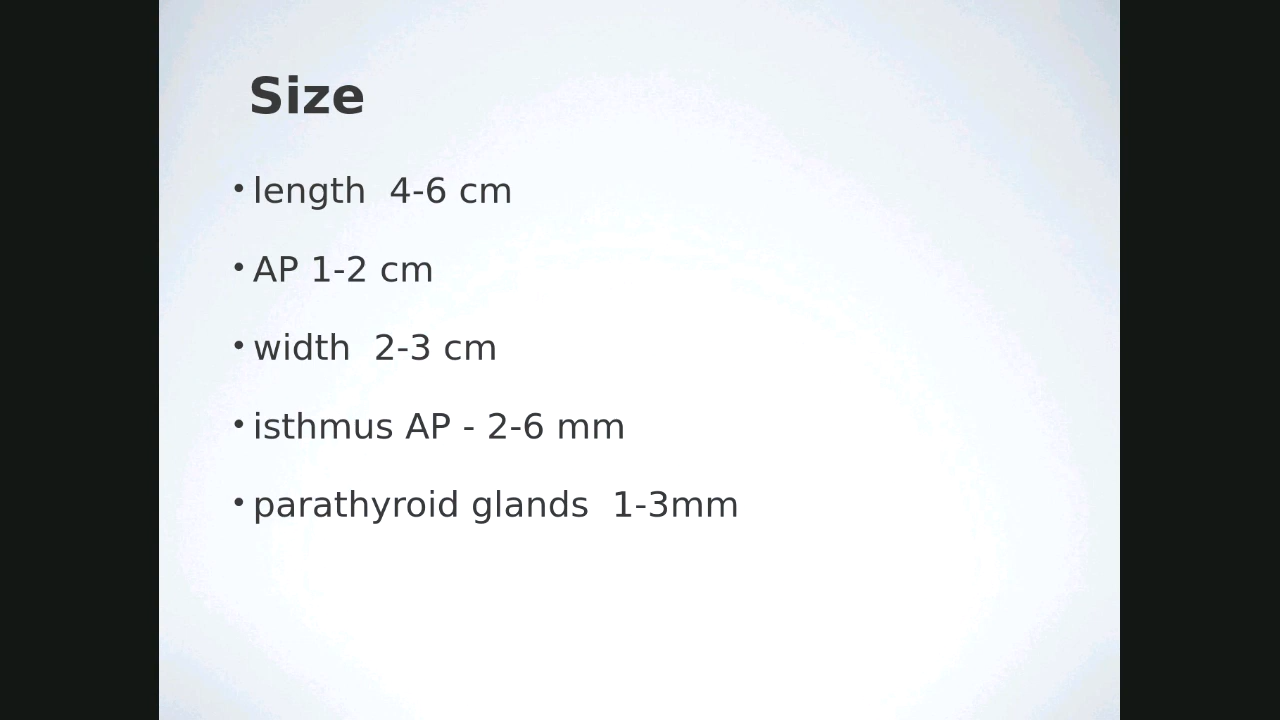 Size
• length  4-6 cm
• AP 1-2 cm
• width  2-3 cm
• isthmus AP - 2-6 mm
• parathyroid glands  1-3mm